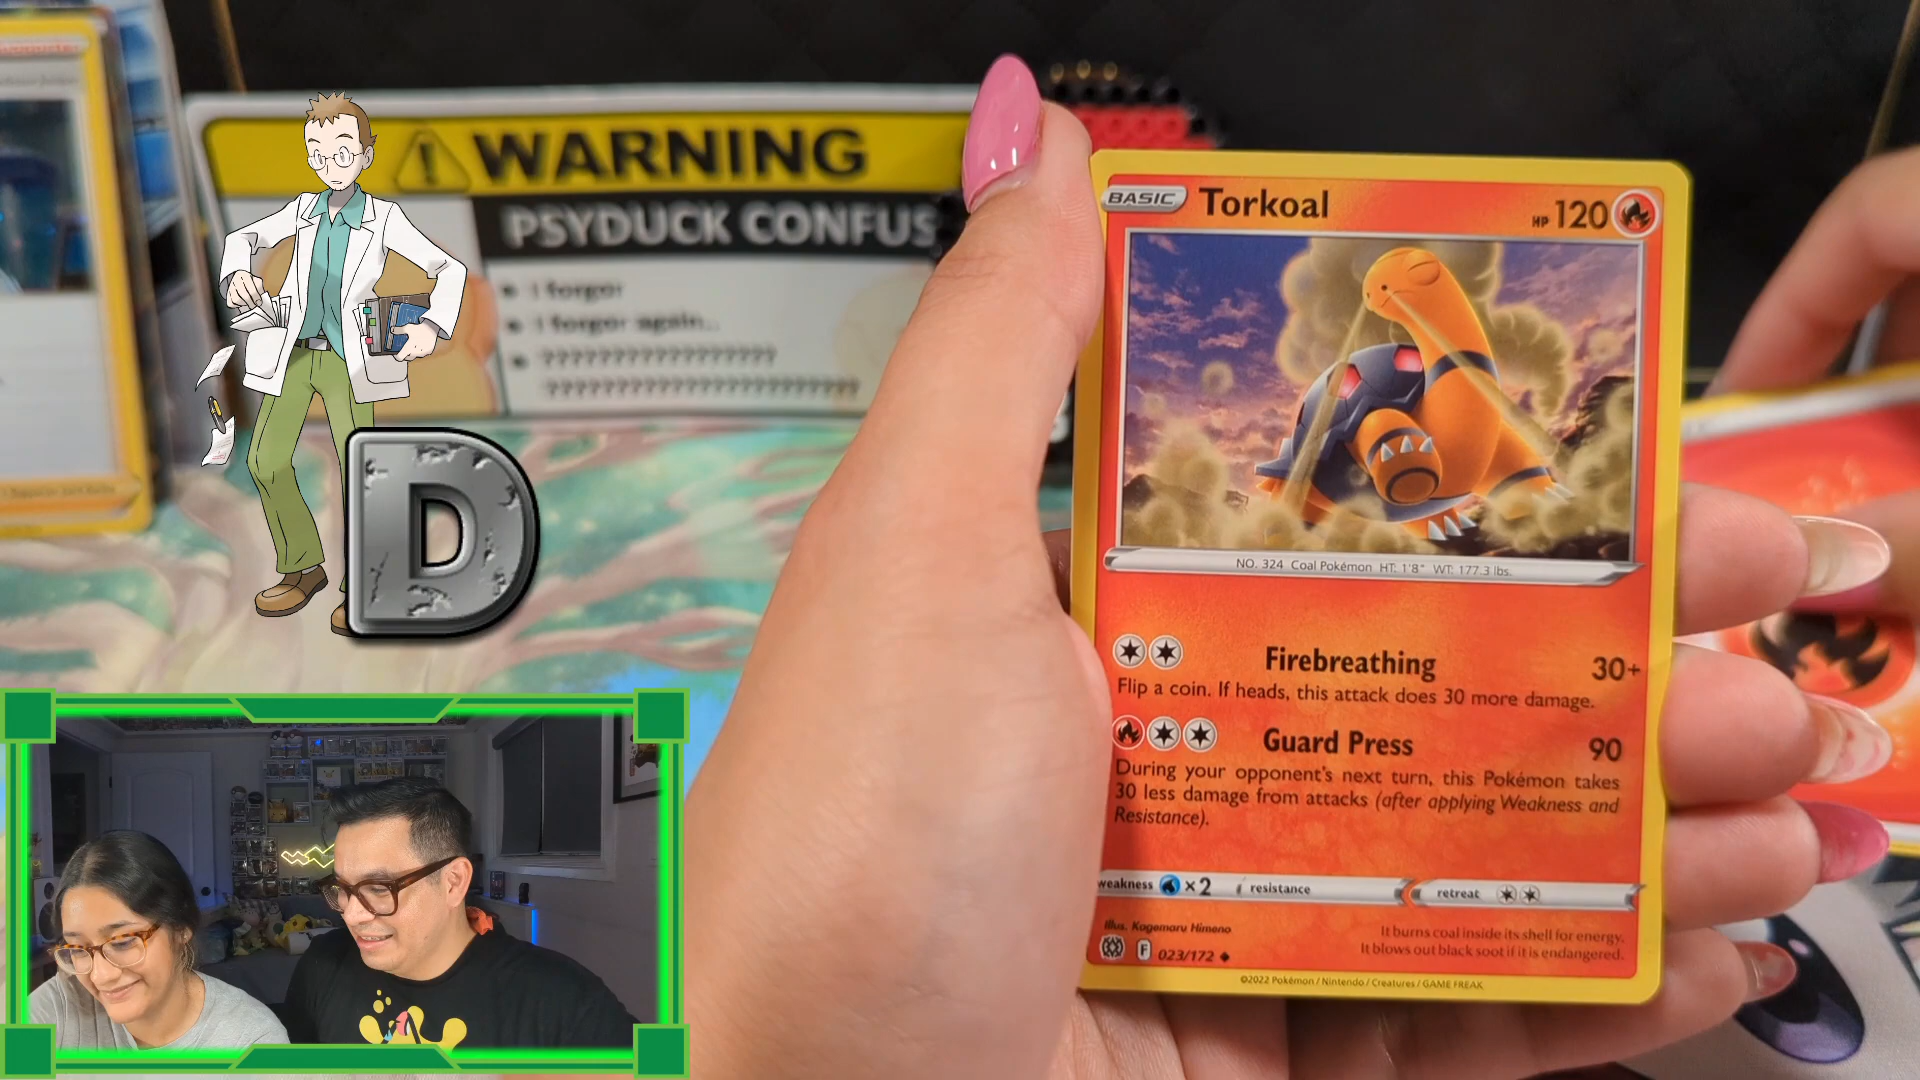 WARNING
PSYDUCK CONFUS
I forgor
I forgor again..
?????????????????
???????????????????????
D
BASIC Torkoal HP 120
NO. 324 Coal Pokémon HT: 1'8" WT: 177.3 lbs.
Firebreathing 30+
Flip a coin. If heads, this attack does 30 more damage.
Guard Press 90
During your opponent's next turn, this Pokémon takes
30 less damage from attacks (after applying Weakness and
Resistance).
weakness ×2 resistance retreat
Illus. Kagemaru Himeno
F 023/172
It burns coal inside its shell for energy.
It blows out black soot if it is endangered.
©2022 Pokémon / Nintendo / Creatures / GAME FREAK